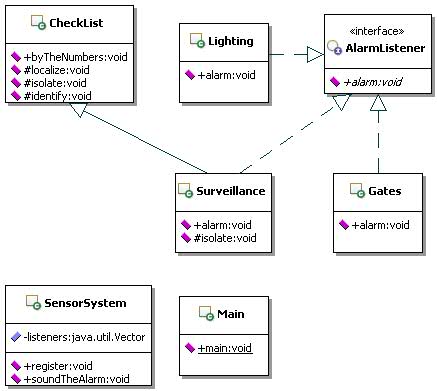 CheckList
+byTheNumbers:void
#localize:void
#isolate:void
#identify:void
Lighting
+alarm:void
«interface»
AlarmListener
+alarm:void
Surveillance
+alarm:void
#isolate:void
Gates
+alarm:void
SensorSystem
-listeners:java.util.Vector
+register:void
+soundTheAlarm:void
Main
+main:void